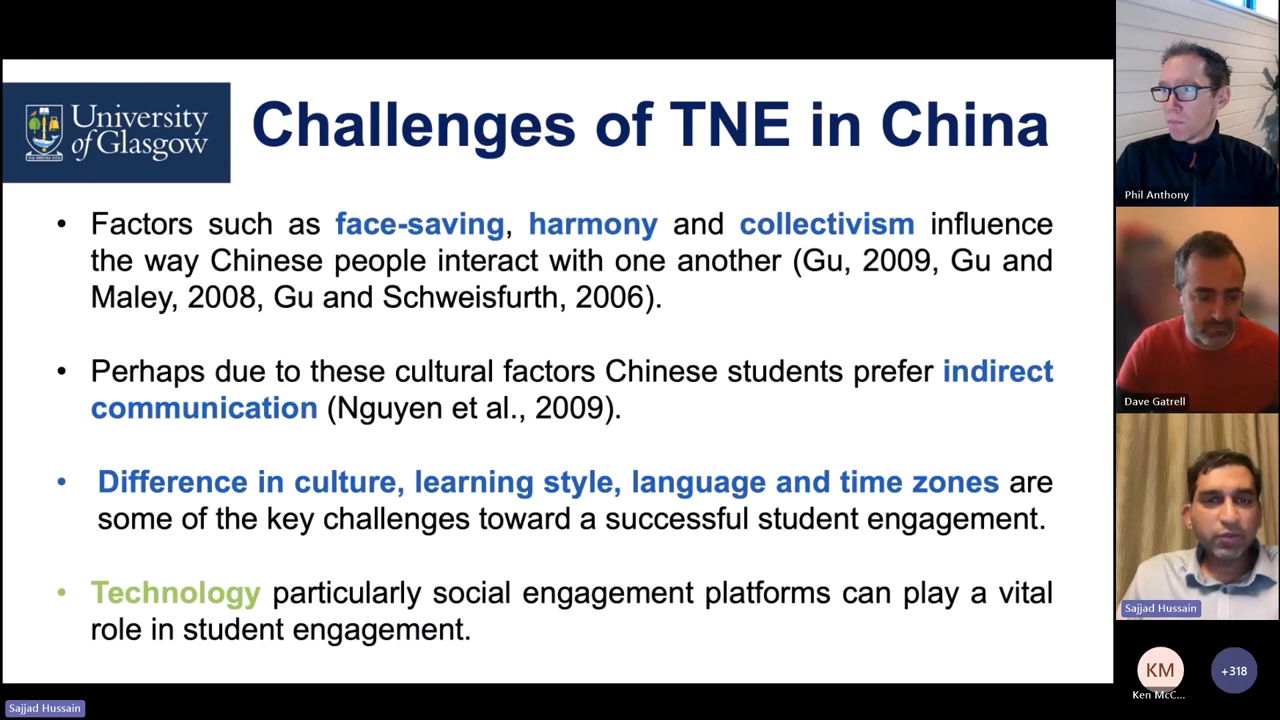 University
of Glasgow
Challenges of TNE in China
• Factors such as face-saving, harmony and collectivism influence
the way Chinese people interact with one another (Gu, 2009, Gu and
Maley, 2008, Gu and Schweisfurth, 2006).
• Perhaps due to these cultural factors Chinese students prefer indirect
communication (Nguyen et al., 2009).
• Difference in culture, learning style, language and time zones are
some of the key challenges toward a successful student engagement.
• Technology particularly social engagement platforms can play a vital
role in student engagement.
Phil Anthony
Dave Gatrell
Sajjad Hussain
KM
Ken McC...
+318
Sajjad Hussain